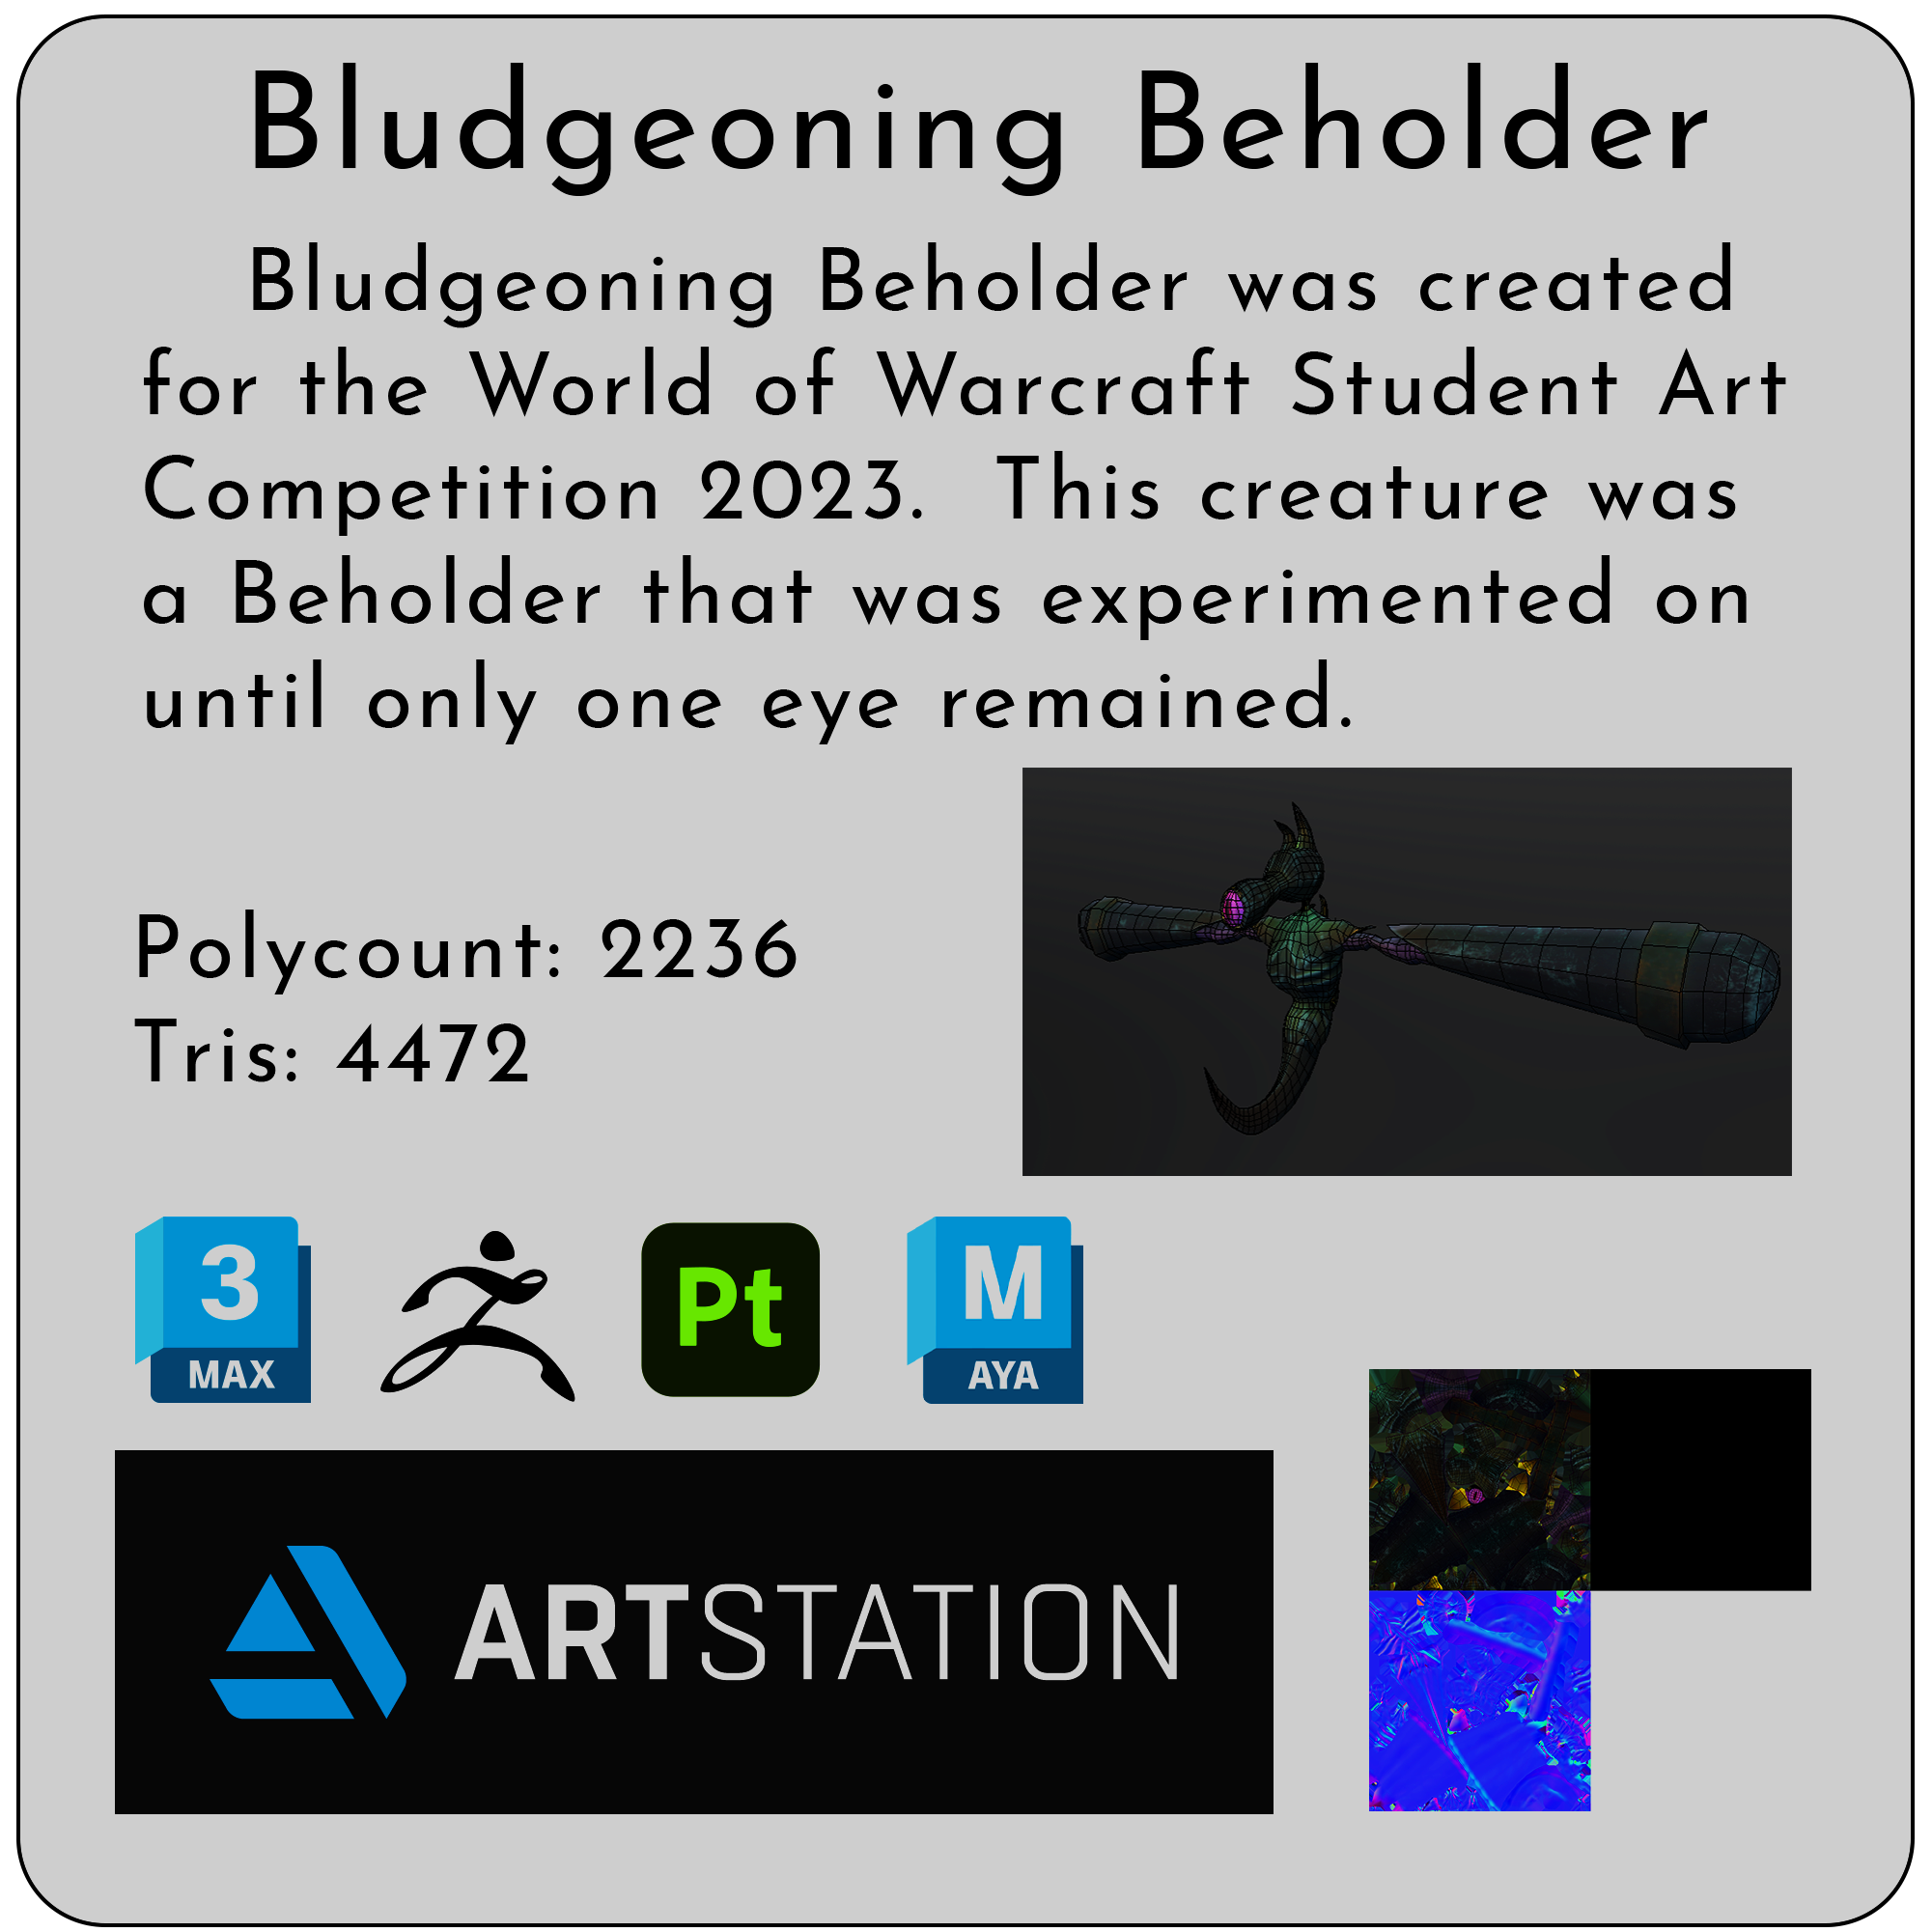 Bludgeoning Beholder
Bludgeoning Beholder was created
for the World of Warcraft Student Art
Competition 2023. This creature was
a Beholder that was experimented on
until only one eye remained.
Polycount: 2236
Tris: 4472
3
MAX
Pt
M
AYA
ARTSTATION